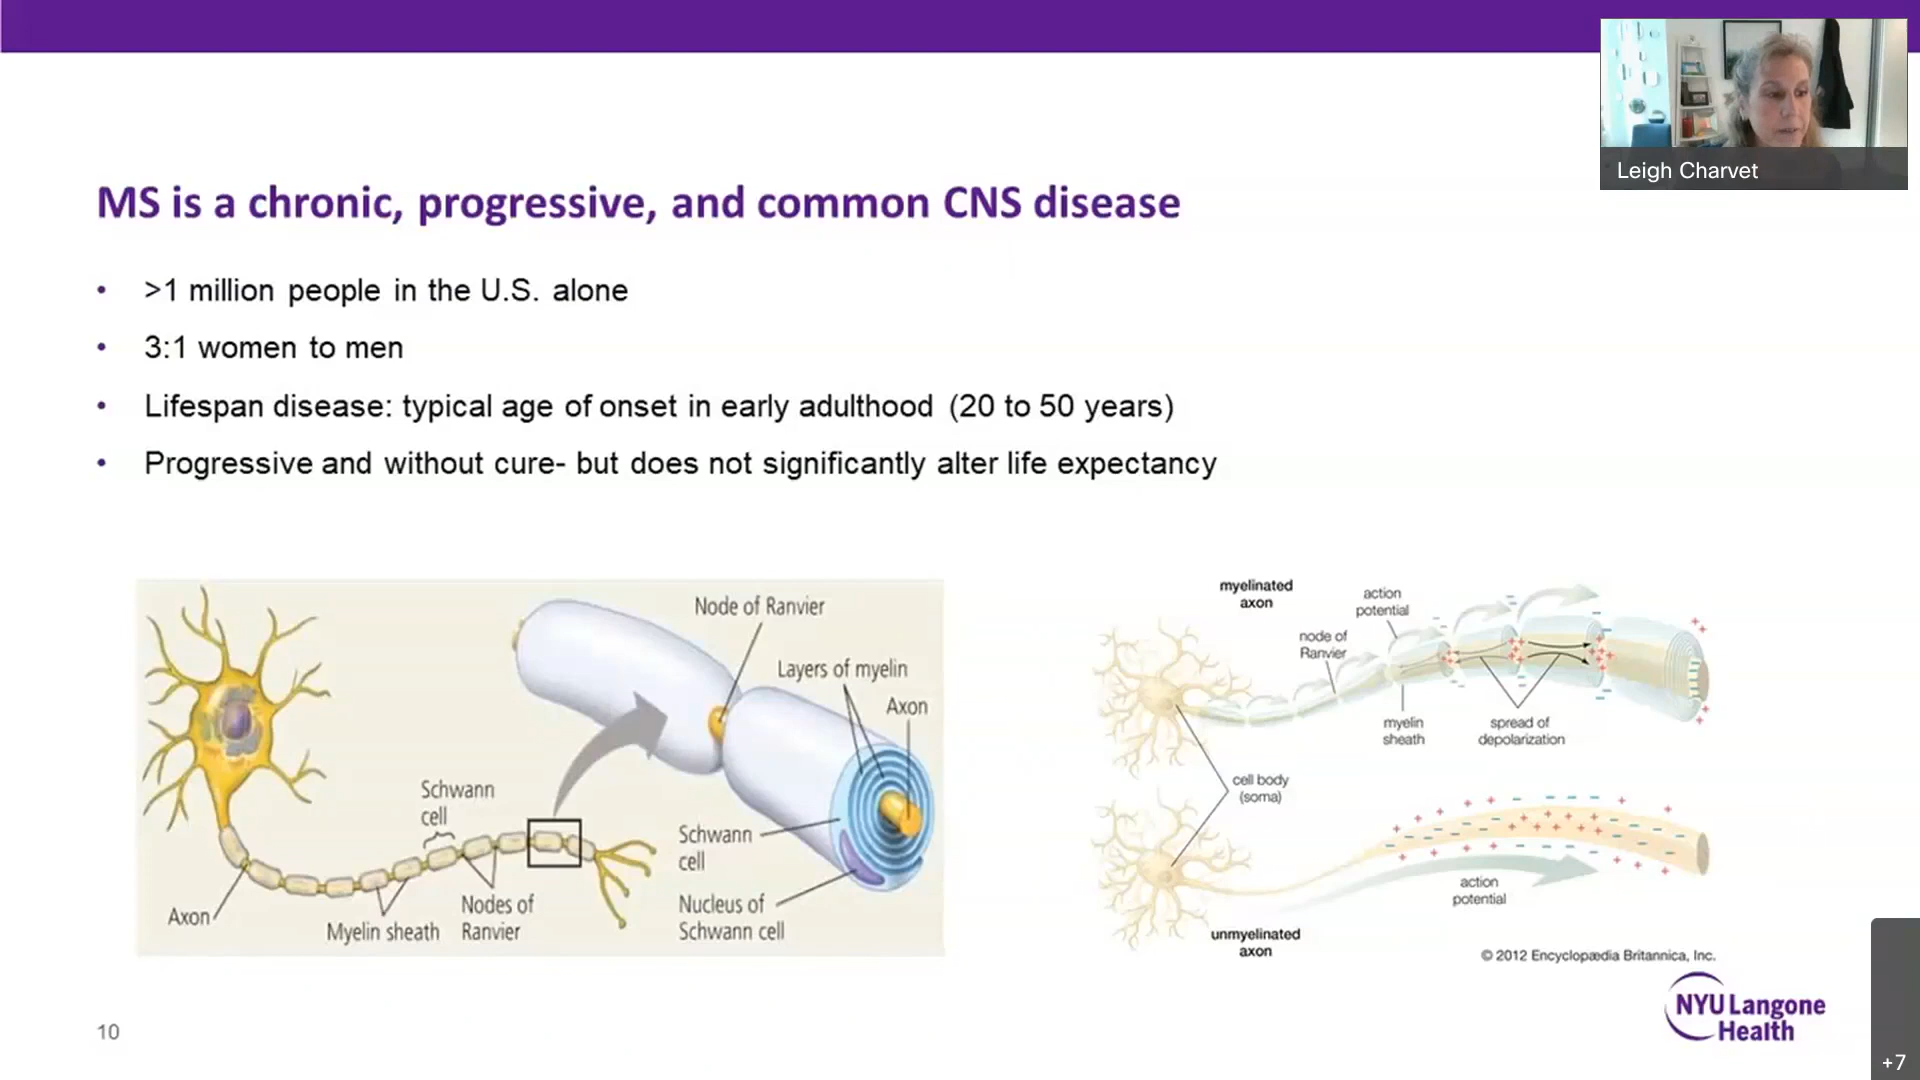 Leigh Charvet
MS is a chronic, progressive, and common CNS disease
• >1 million people in the U.S. alone
• 3:1 women to men
• Lifespan disease: typical age of onset in early adulthood (20 to 50 years)
• Progressive and without cure- but does not significantly alter life expectancy
Node of Ranvier
Layers of myelin
Axon
Schwann
cell
Schwann
cell
Nucleus of
Schwann cell
Axon
Myelin sheath
Nodes of
Ranvier
myelinated
axon
action
potential
node of
Ranvier
myelin
sheath
spread of
depolarization
cell body
(soma)
action
potential
unmyelinated
axon
© 2012 Encyclopædia Britannica, Inc.
NYU Langone
Health
10
+7